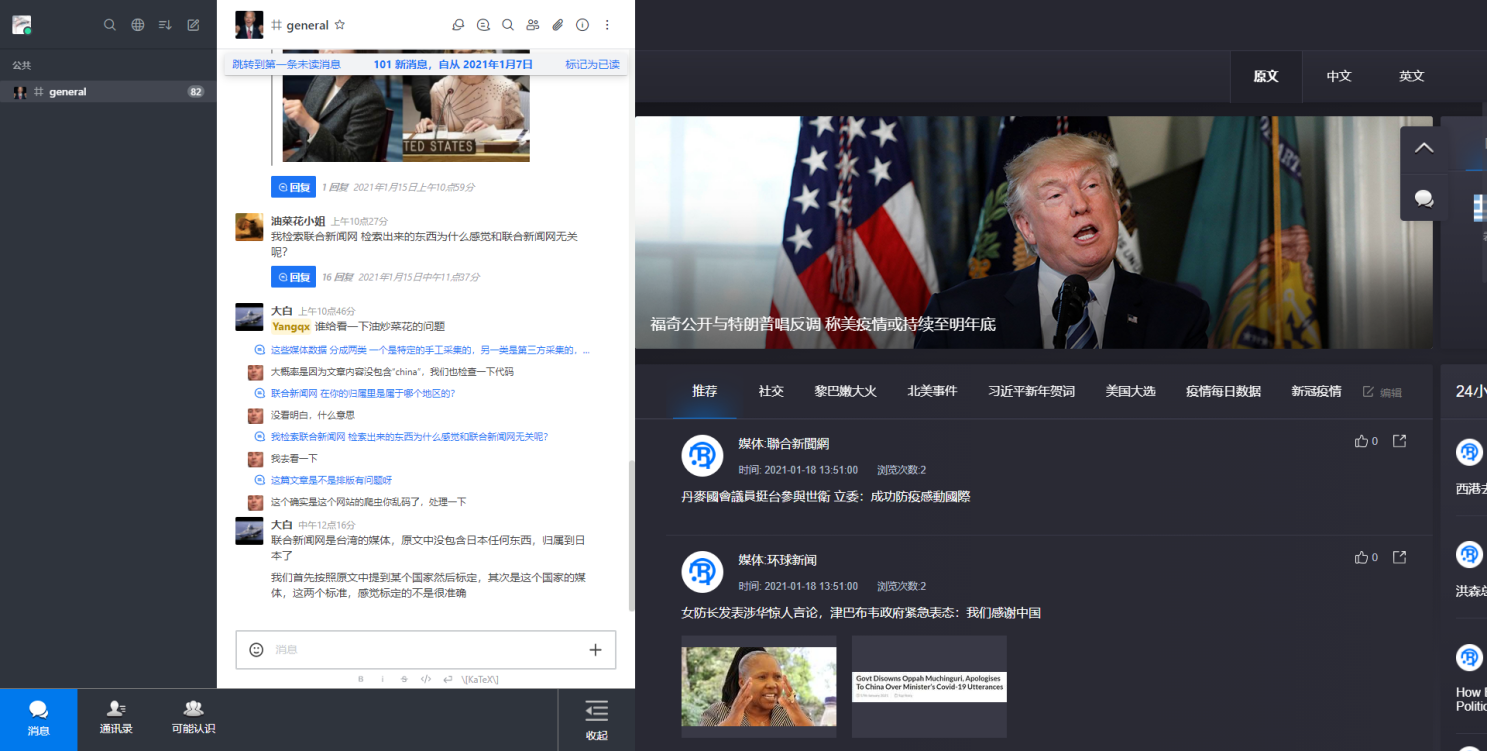 公共
general
82
general
跳转到第一条未读消息
101 新消息，自从 2021年1月7日
标记为已读
TED STATES
回复
1 回复 2021年1月15日上午10点59分
油菜花小姐 上午10点27分
我检索联合新闻网 检索出来的东西为什么感觉和联合新闻网无关
呢?
回复
16 回复 2021年1月15日中午11点37分
大白 上午10点46分
Yangqx 谁给看一下油炒菜花的问题
这些媒体数据 分成两类 一个是特定的手工采集的，另一类是第三方采集的，...
大概率是因为文章内容没包含"china"，我们也检查一下代码
联合新闻网 在你的归属里是属于哪个地区的?
没看明白，什么意思
我检索联合新闻网 检索出来的东西为什么感觉和联合新闻网无关呢?
我去看一下
这篇文章是不是排版有问题呀
这个确实是这个网站的爬虫你乱码了，处理一下
大白 中午12点16分
联合新闻网是台湾的媒体，原文中没包含日本任何东西，归属到日
本了
我们首先按照原文中提到某个国家然后标定，其次是这个国家的媒
体，这两个标准，感觉标定的不是很准确
消息
B i S </> \[KaTeX\]
消息
通讯录
可能认识
收起
原文
中文
英文
福奇公开与特朗普唱反调 称美疫情或持续至明年底
推荐
社交
黎巴嫩大火
北美事件
习近平新年贺词
美国大选
疫情每日数据
新冠疫情
编辑
媒体:聯合新聞網
0
时间: 2021-01-18 13:51:00 浏览次数:2
丹麥國會議員挺台參與世衛 立委：成功防疫感動國際
媒体:环球新闻
0
时间: 2021-01-18 13:51:00 浏览次数:2
女防长发表涉华惊人言论，津巴布韦政府紧急表态：我们感谢中国
Govt Disowns Oppah Muchinguri, Apologises
To China Over Minister's Covid-19 Utterances
24小
西港去
洪森总
How
Politic